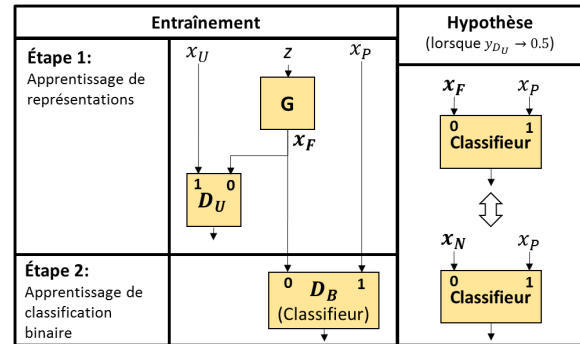 Entraînement
Hypothèse
(lorsque y_{D_U} → 0.5)
Étape 1:
Apprentissage de
représentations
x_U
z
x_P
G
x_F
1 0
D_U
x_F
x_P
0 1
Classifieur
x_N
x_P
0 1
Classifieur
Étape 2:
Apprentissage de
classification
binaire
0 1
D_B
(Classifieur)